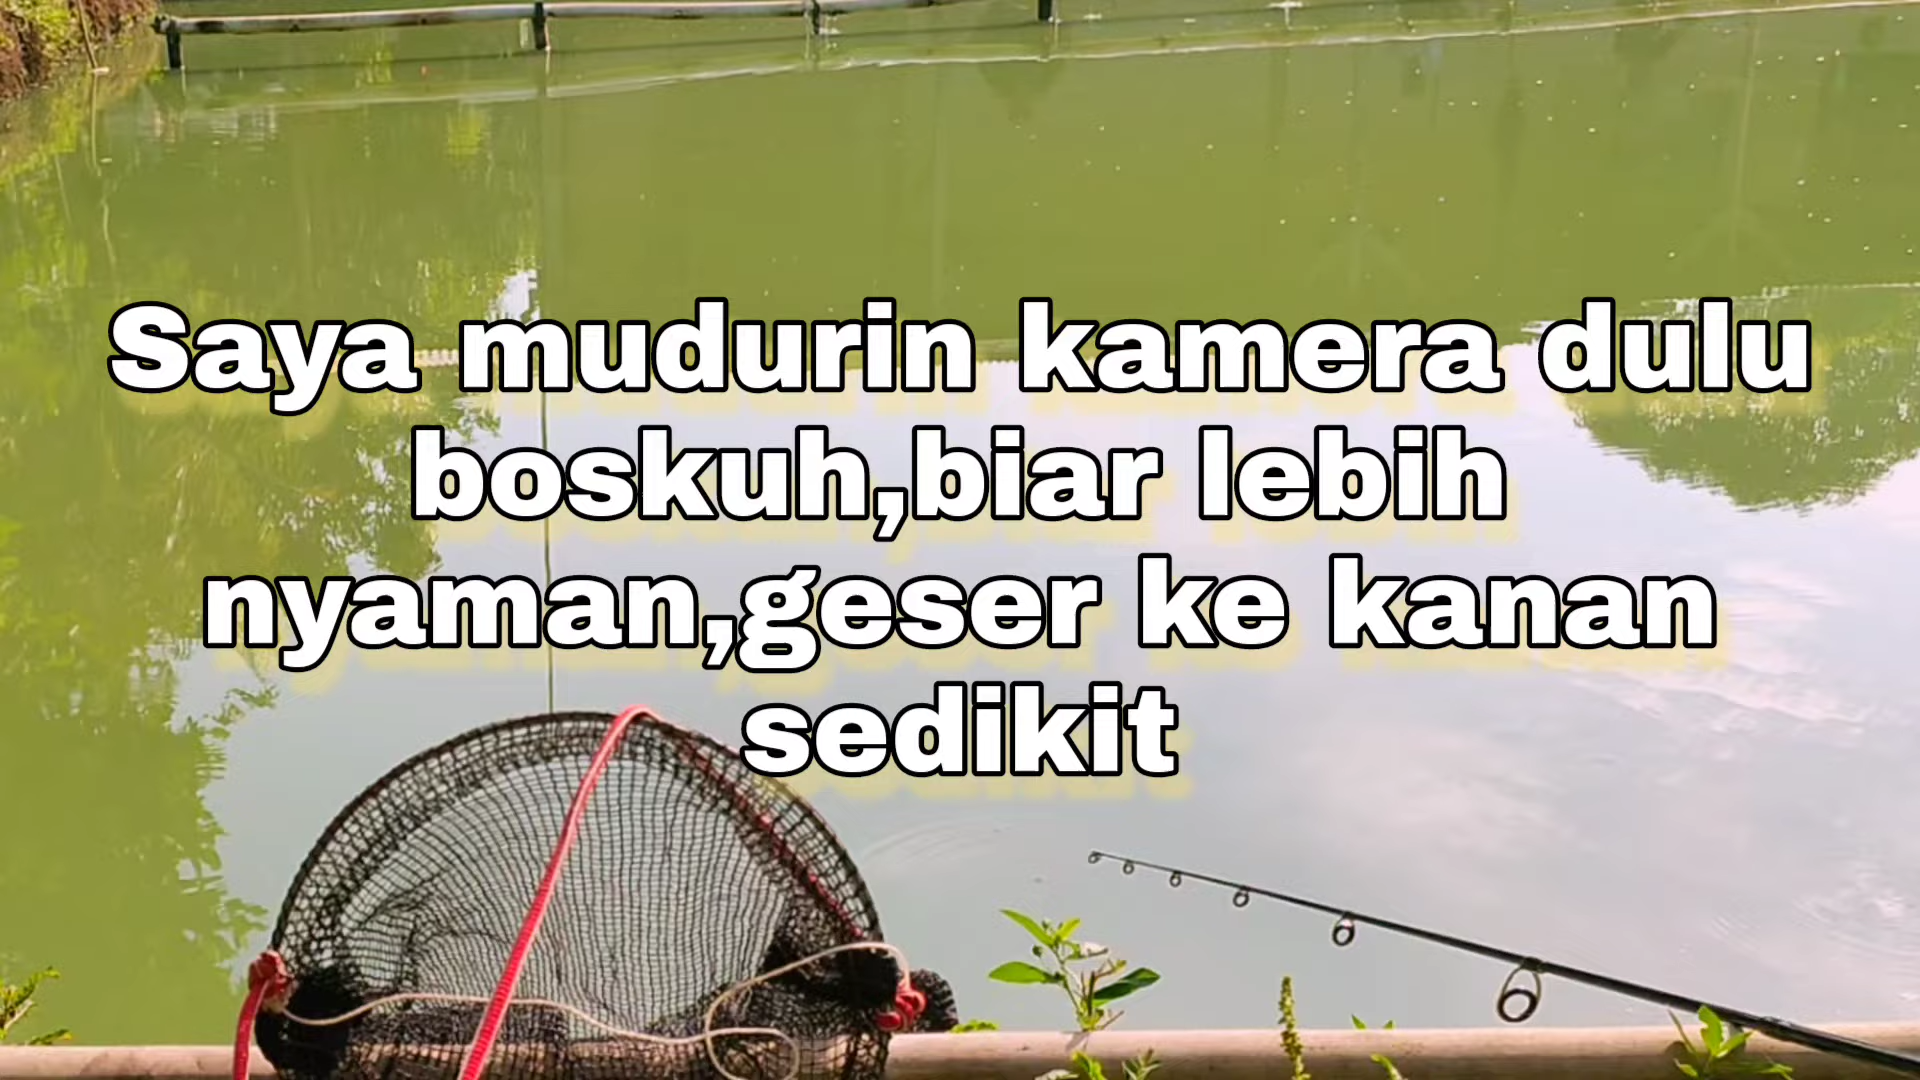 Saya mudurin kamera dulu
boskuh,biar lebih
nyaman,geser ke kanan
sedikit